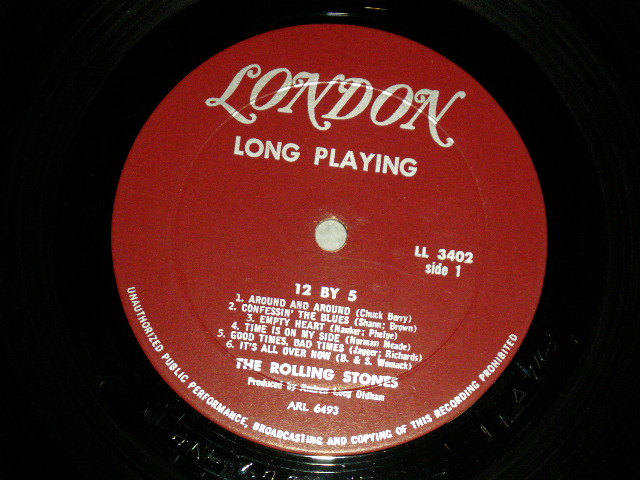 LONDON
LONG PLAYING
LL 3402
side 1
12 BY 5
1. AROUND AND AROUND (Chuck Berry)
2. CONFESSIN' THE BLUES (Shann; Brown)
3. EMPTY HEART (Nanker; Phelge)
4. TIME IS ON MY SIDE (Norman Meade)
5. GOOD TIMES, BAD TIMES (Jagger; Richards)
6. IT'S ALL OVER NOW (B. & S. Womack)
THE ROLLING STONES
Produced by Andrew Loog Oldham
ARL 6493
UNAUTHORIZED PUBLIC PERFORMANCE, BROADCASTING AND COPYING OF THIS RECORDING PROHIBITED